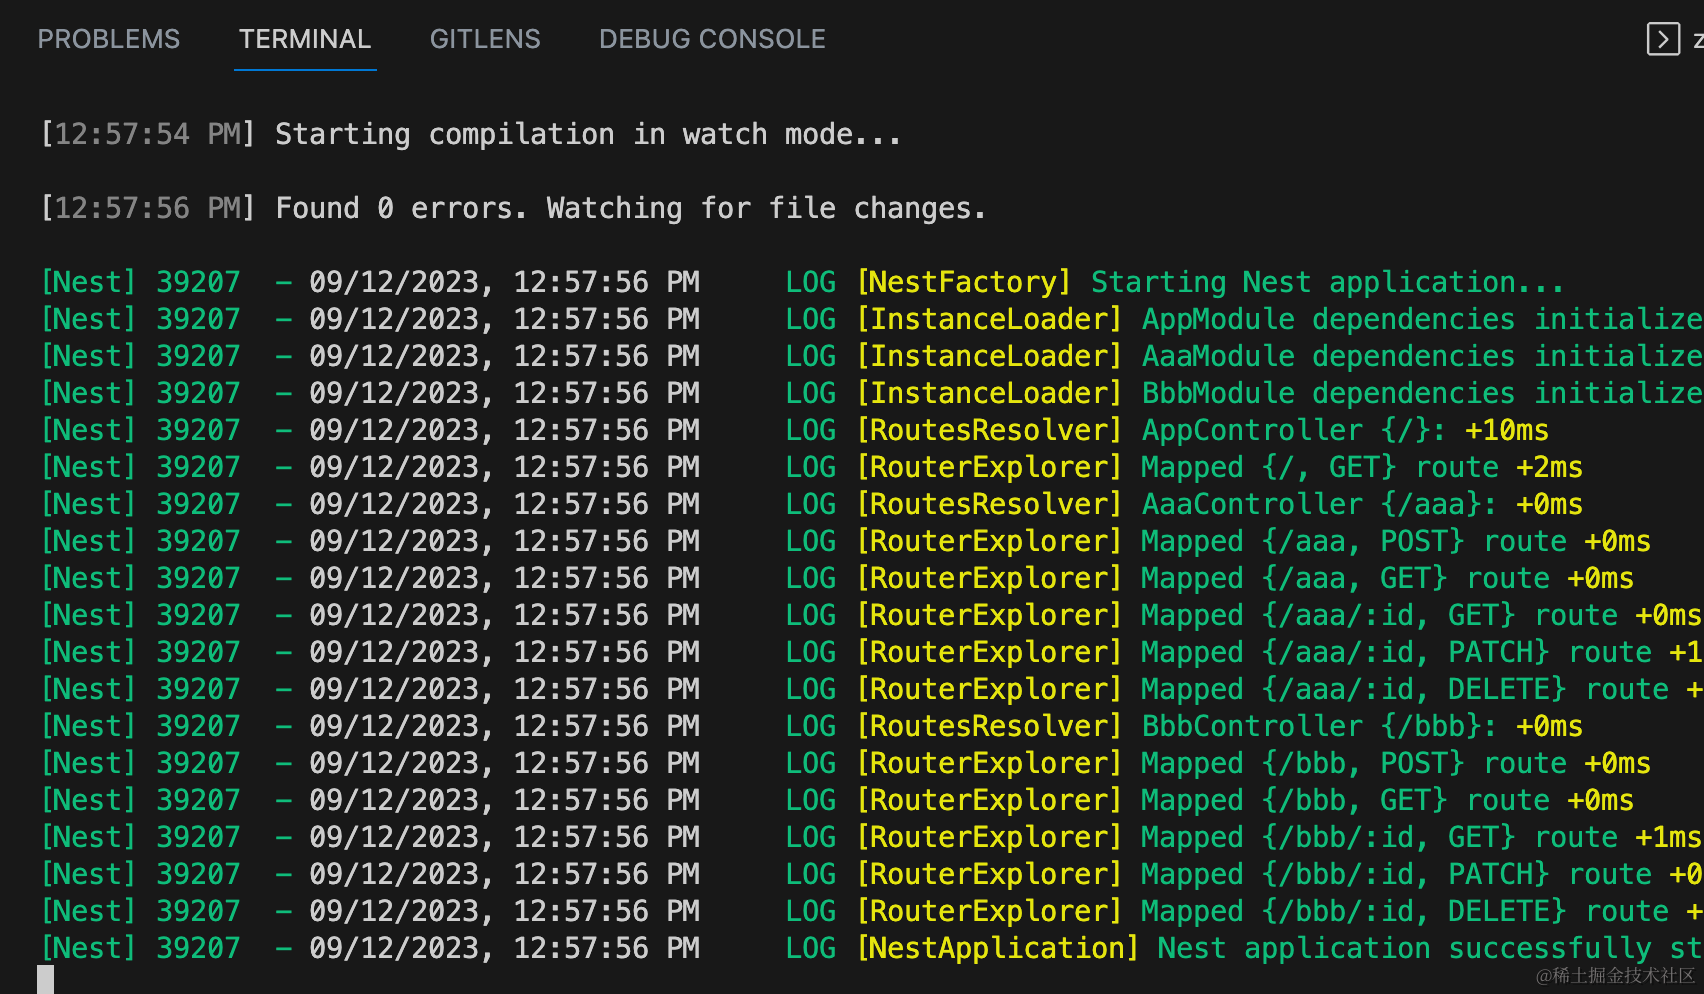 PROBLEMS TERMINAL GITLENS DEBUG CONSOLE z
[12:57:54 PM] Starting compilation in watch mode...
[12:57:56 PM] Found 0 errors. Watching for file changes.
[Nest] 39207  - 09/12/2023, 12:57:56 PM     LOG [NestFactory] Starting Nest application...
[Nest] 39207  - 09/12/2023, 12:57:56 PM     LOG [InstanceLoader] AppModule dependencies initialize
[Nest] 39207  - 09/12/2023, 12:57:56 PM     LOG [InstanceLoader] AaaModule dependencies initialize
[Nest] 39207  - 09/12/2023, 12:57:56 PM     LOG [InstanceLoader] BbbModule dependencies initialize
[Nest] 39207  - 09/12/2023, 12:57:56 PM     LOG [RoutesResolver] AppController {/}: +10ms
[Nest] 39207  - 09/12/2023, 12:57:56 PM     LOG [RouterExplorer] Mapped {/, GET} route +2ms
[Nest] 39207  - 09/12/2023, 12:57:56 PM     LOG [RoutesResolver] AaaController {/aaa}: +0ms
[Nest] 39207  - 09/12/2023, 12:57:56 PM     LOG [RouterExplorer] Mapped {/aaa, POST} route +0ms
[Nest] 39207  - 09/12/2023, 12:57:56 PM     LOG [RouterExplorer] Mapped {/aaa, GET} route +0ms
[Nest] 39207  - 09/12/2023, 12:57:56 PM     LOG [RouterExplorer] Mapped {/aaa/:id, GET} route +0ms
[Nest] 39207  - 09/12/2023, 12:57:56 PM     LOG [RouterExplorer] Mapped {/aaa/:id, PATCH} route +1
[Nest] 39207  - 09/12/2023, 12:57:56 PM     LOG [RouterExplorer] Mapped {/aaa/:id, DELETE} route +
[Nest] 39207  - 09/12/2023, 12:57:56 PM     LOG [RoutesResolver] BbbController {/bbb}: +0ms
[Nest] 39207  - 09/12/2023, 12:57:56 PM     LOG [RouterExplorer] Mapped {/bbb, POST} route +0ms
[Nest] 39207  - 09/12/2023, 12:57:56 PM     LOG [RouterExplorer] Mapped {/bbb, GET} route +0ms
[Nest] 39207  - 09/12/2023, 12:57:56 PM     LOG [RouterExplorer] Mapped {/bbb/:id, GET} route +1ms
[Nest] 39207  - 09/12/2023, 12:57:56 PM     LOG [RouterExplorer] Mapped {/bbb/:id, PATCH} route +0
[Nest] 39207  - 09/12/2023, 12:57:56 PM     LOG [RouterExplorer] Mapped {/bbb/:id, DELETE} route +
[Nest] 39207  - 09/12/2023, 12:57:56 PM     LOG [NestApplication] Nest application successfully st
@稀土掘金技术社区